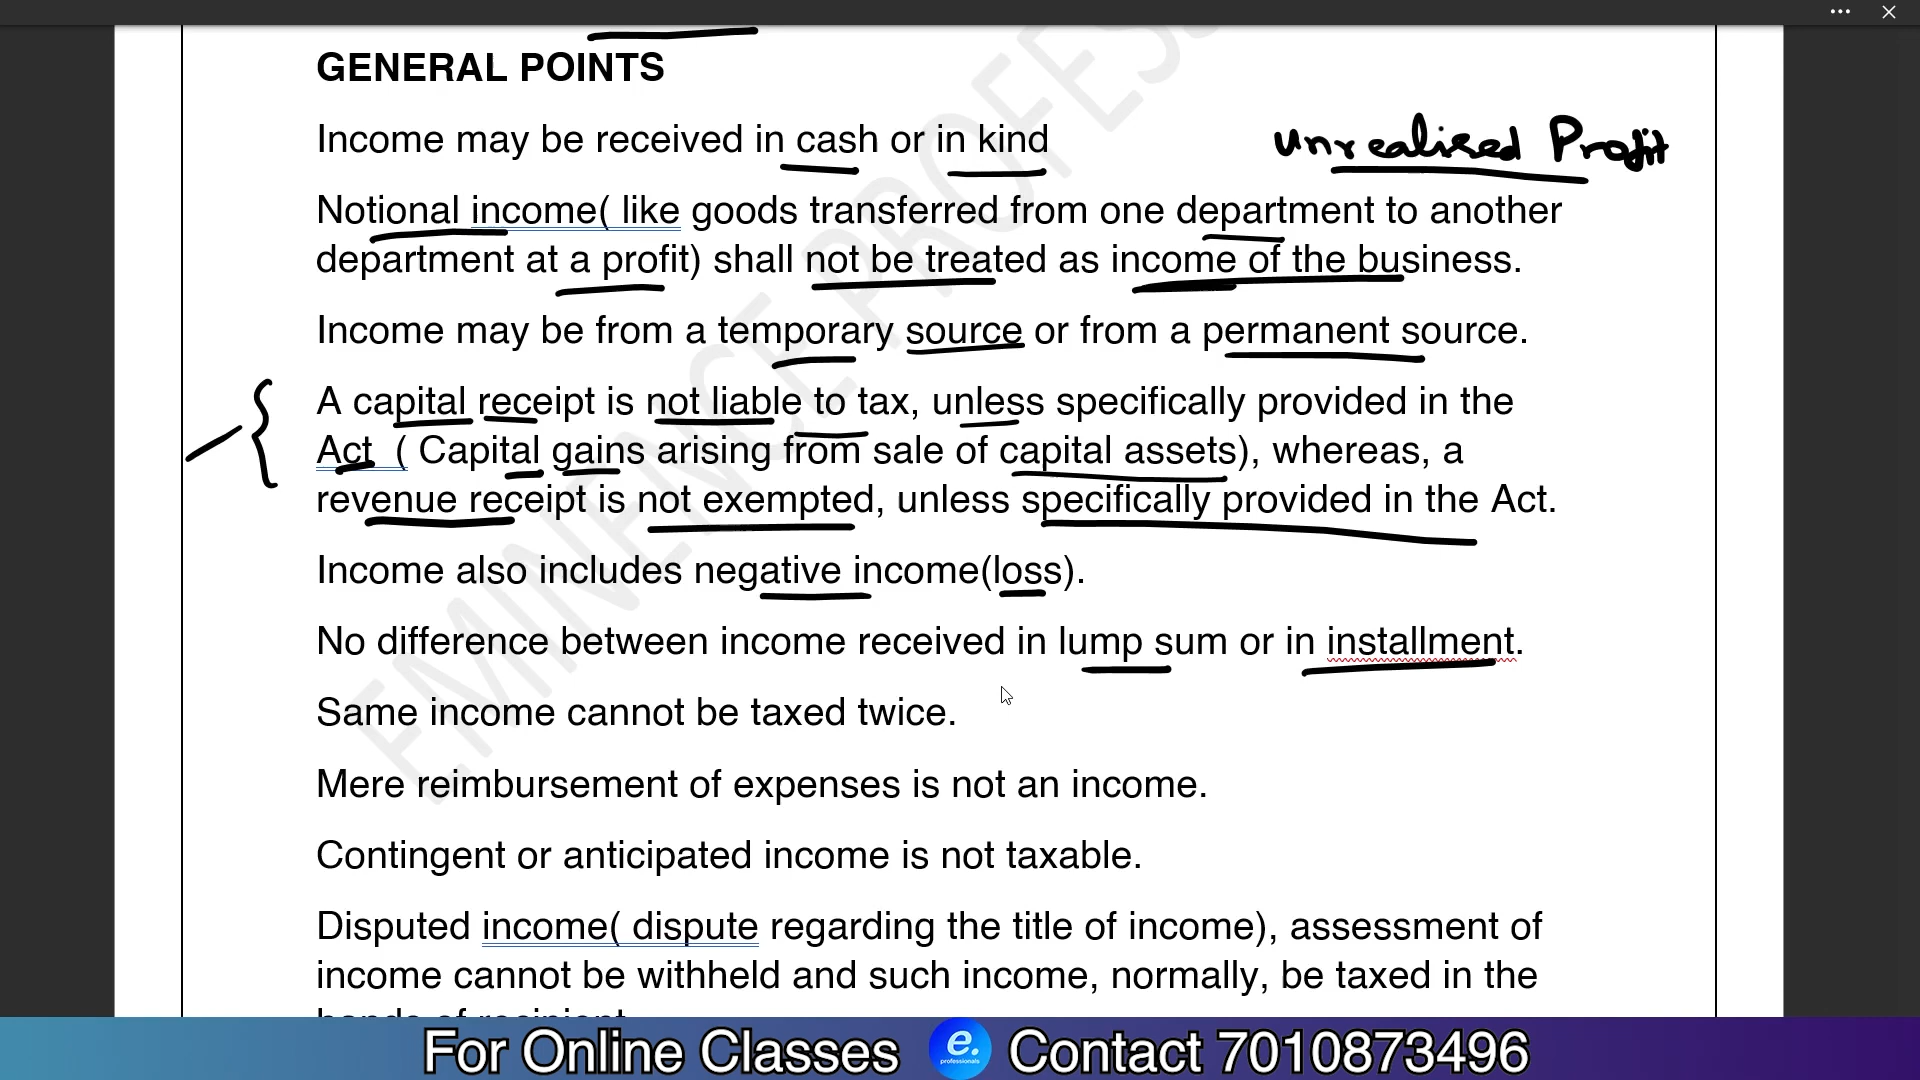 GENERAL POINTS
Income may be received in cash or in kind
unrealised Profit
Notional income( like goods transferred from one department to another
department at a profit) shall not be treated as income of the business.
Income may be from a temporary source or from a permanent source.
A capital receipt is not liable to tax, unless specifically provided in the
Act ( Capital gains arising from sale of capital assets), whereas, a
revenue receipt is not exempted, unless specifically provided in the Act.
Income also includes negative income(loss).
No difference between income received in lump sum or in installment.
Same income cannot be taxed twice.
Mere reimbursement of expenses is not an income.
Contingent or anticipated income is not taxable.
Disputed income( dispute regarding the title of income), assessment of
income cannot be withheld and such income, normally, be taxed in the
hands of recipient
EMINENCE PROFES
For Online Classes e. professionals Contact 7010873496